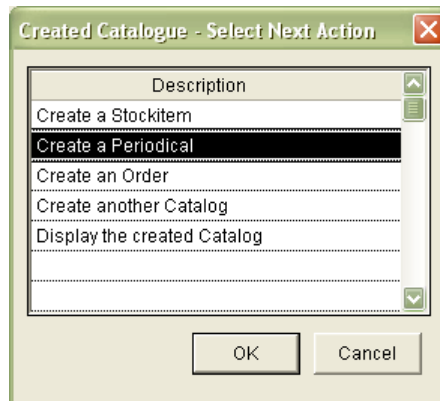 Created Catalogue - Select Next Action
Description
Create a Stockitem
Create a Periodical
Create an Order
Create another Catalog
Display the created Catalog
OK Cancel